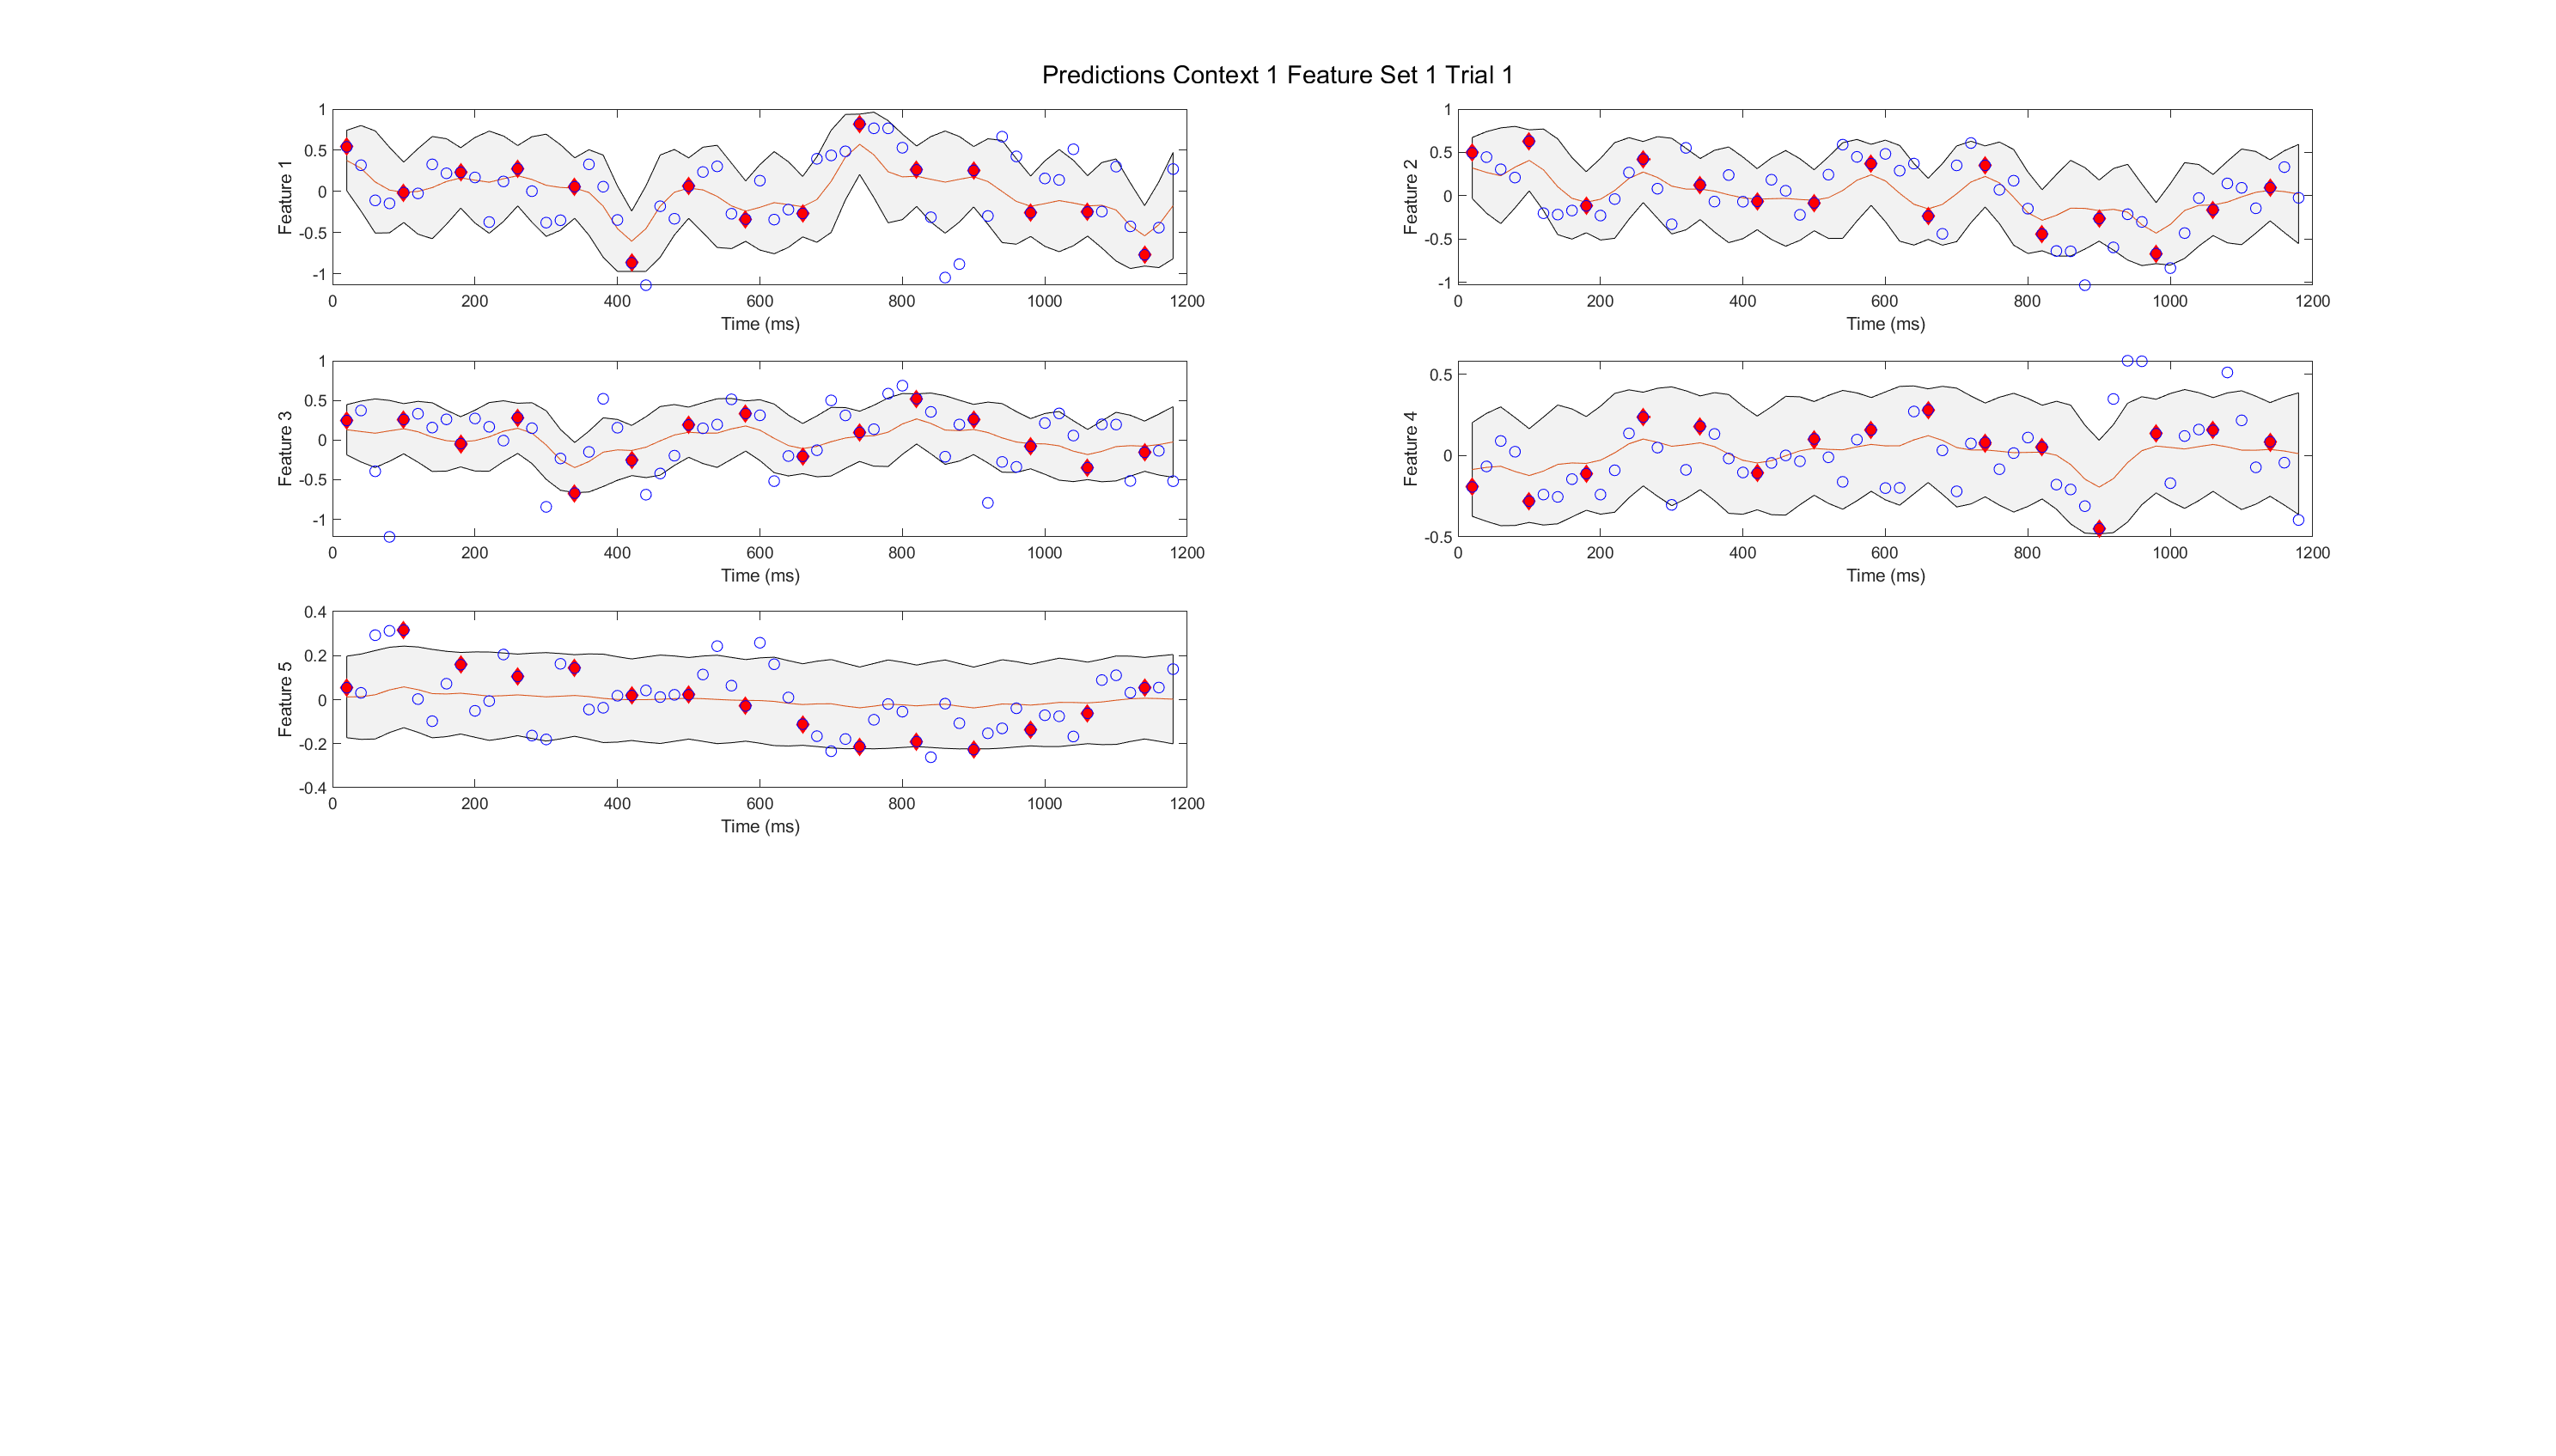 Predictions Context 1 Feature Set 1 Trial 1
1
0.5
0
-0.5
-1
Feature 1
0 200 400 600 800 1000 1200
Time (ms)
1
0.5
0
-0.5
-1
Feature 2
0 200 400 600 800 1000 1200
Time (ms)
1
0.5
0
-0.5
-1
Feature 3
0 200 400 600 800 1000 1200
Time (ms)
0.5
0
-0.5
Feature 4
0 200 400 600 800 1000 1200
Time (ms)
0.4
0.2
0
-0.2
-0.4
Feature 5
0 200 400 600 800 1000 1200
Time (ms)